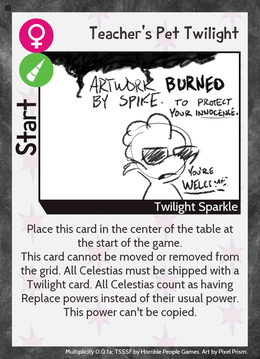 Teacher's Pet Twilight
Start
ARTWORK BURNED
BY SPIKE. TO PROTECT
YOUR INNOCENCE.
YOU'RE
WELCOME.
Twilight Sparkle
Place this card in the center of the table at
the start of the game.
This card cannot be moved or removed from
the grid. All Celestias must be shipped with a
Twilight card. All Celestias count as having
Replace powers instead of their usual power.
This power can't be copied.
Multiplicity 0.0.1a; TSSSF by Horrible People Games. Art by Pixel Prism.